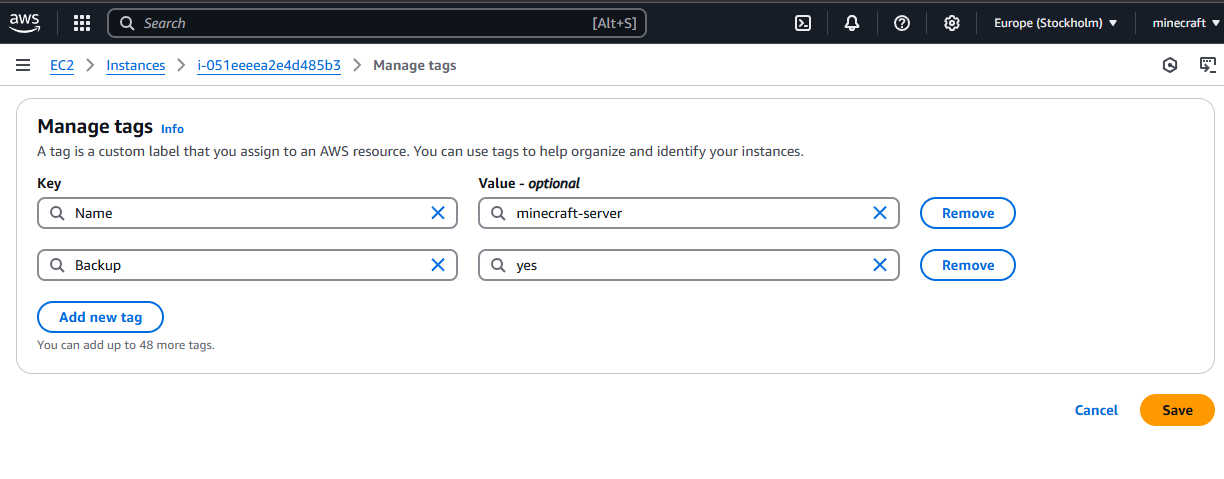 aws Search [Alt+S] Europe (Stockholm) minecraft
EC2 Instances i-051eeeea2e4d485b3 Manage tags
Manage tags Info
A tag is a custom label that you assign to an AWS resource. You can use tags to help organize and identify your instances.
Key Value - optional
Name minecraft-server Remove
Backup yes Remove
Add new tag
You can add up to 48 more tags.
Cancel Save